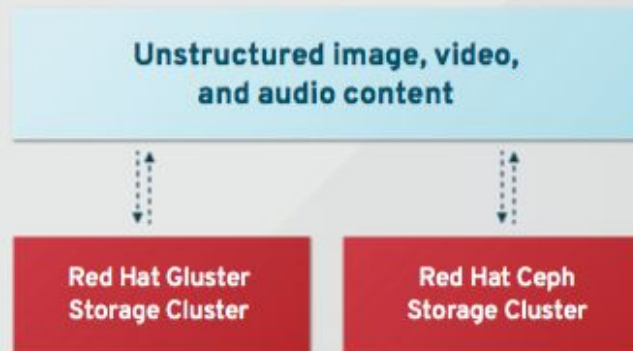 Unstructured image, video,
and audio content
Red Hat Gluster
Storage Cluster
Red Hat Ceph
Storage Cluster